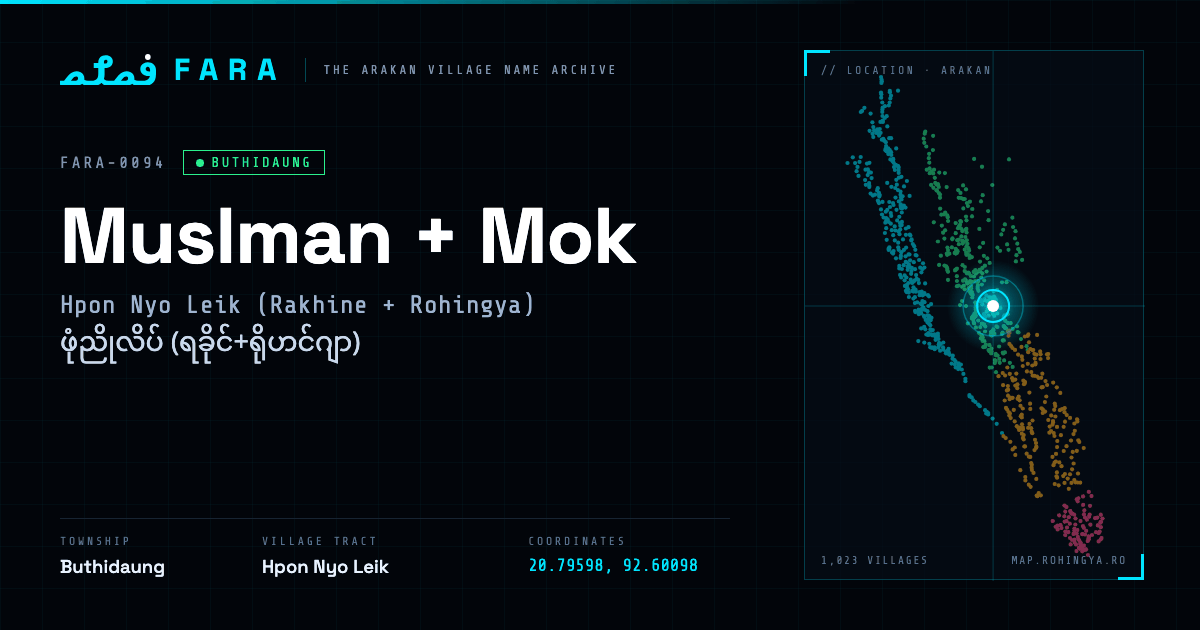 FARA
THE ARAKAN VILLAGE NAME ARCHIVE
FARA-0094
BUTHIDAUNG
Muslman + Mok
Hpon Nyo Leik (Rakhine + Rohingya)
ဖုံညိုလိပ် (ရခိုင်+ရိုဟင်ဂျာ)
TOWNSHIP
Buthidaung
VILLAGE TRACT
Hpon Nyo Leik
COORDINATES
20.79598, 92.60098
// LOCATION · ARAKAN
1,023 VILLAGES
MAP.ROHINGYA.RO